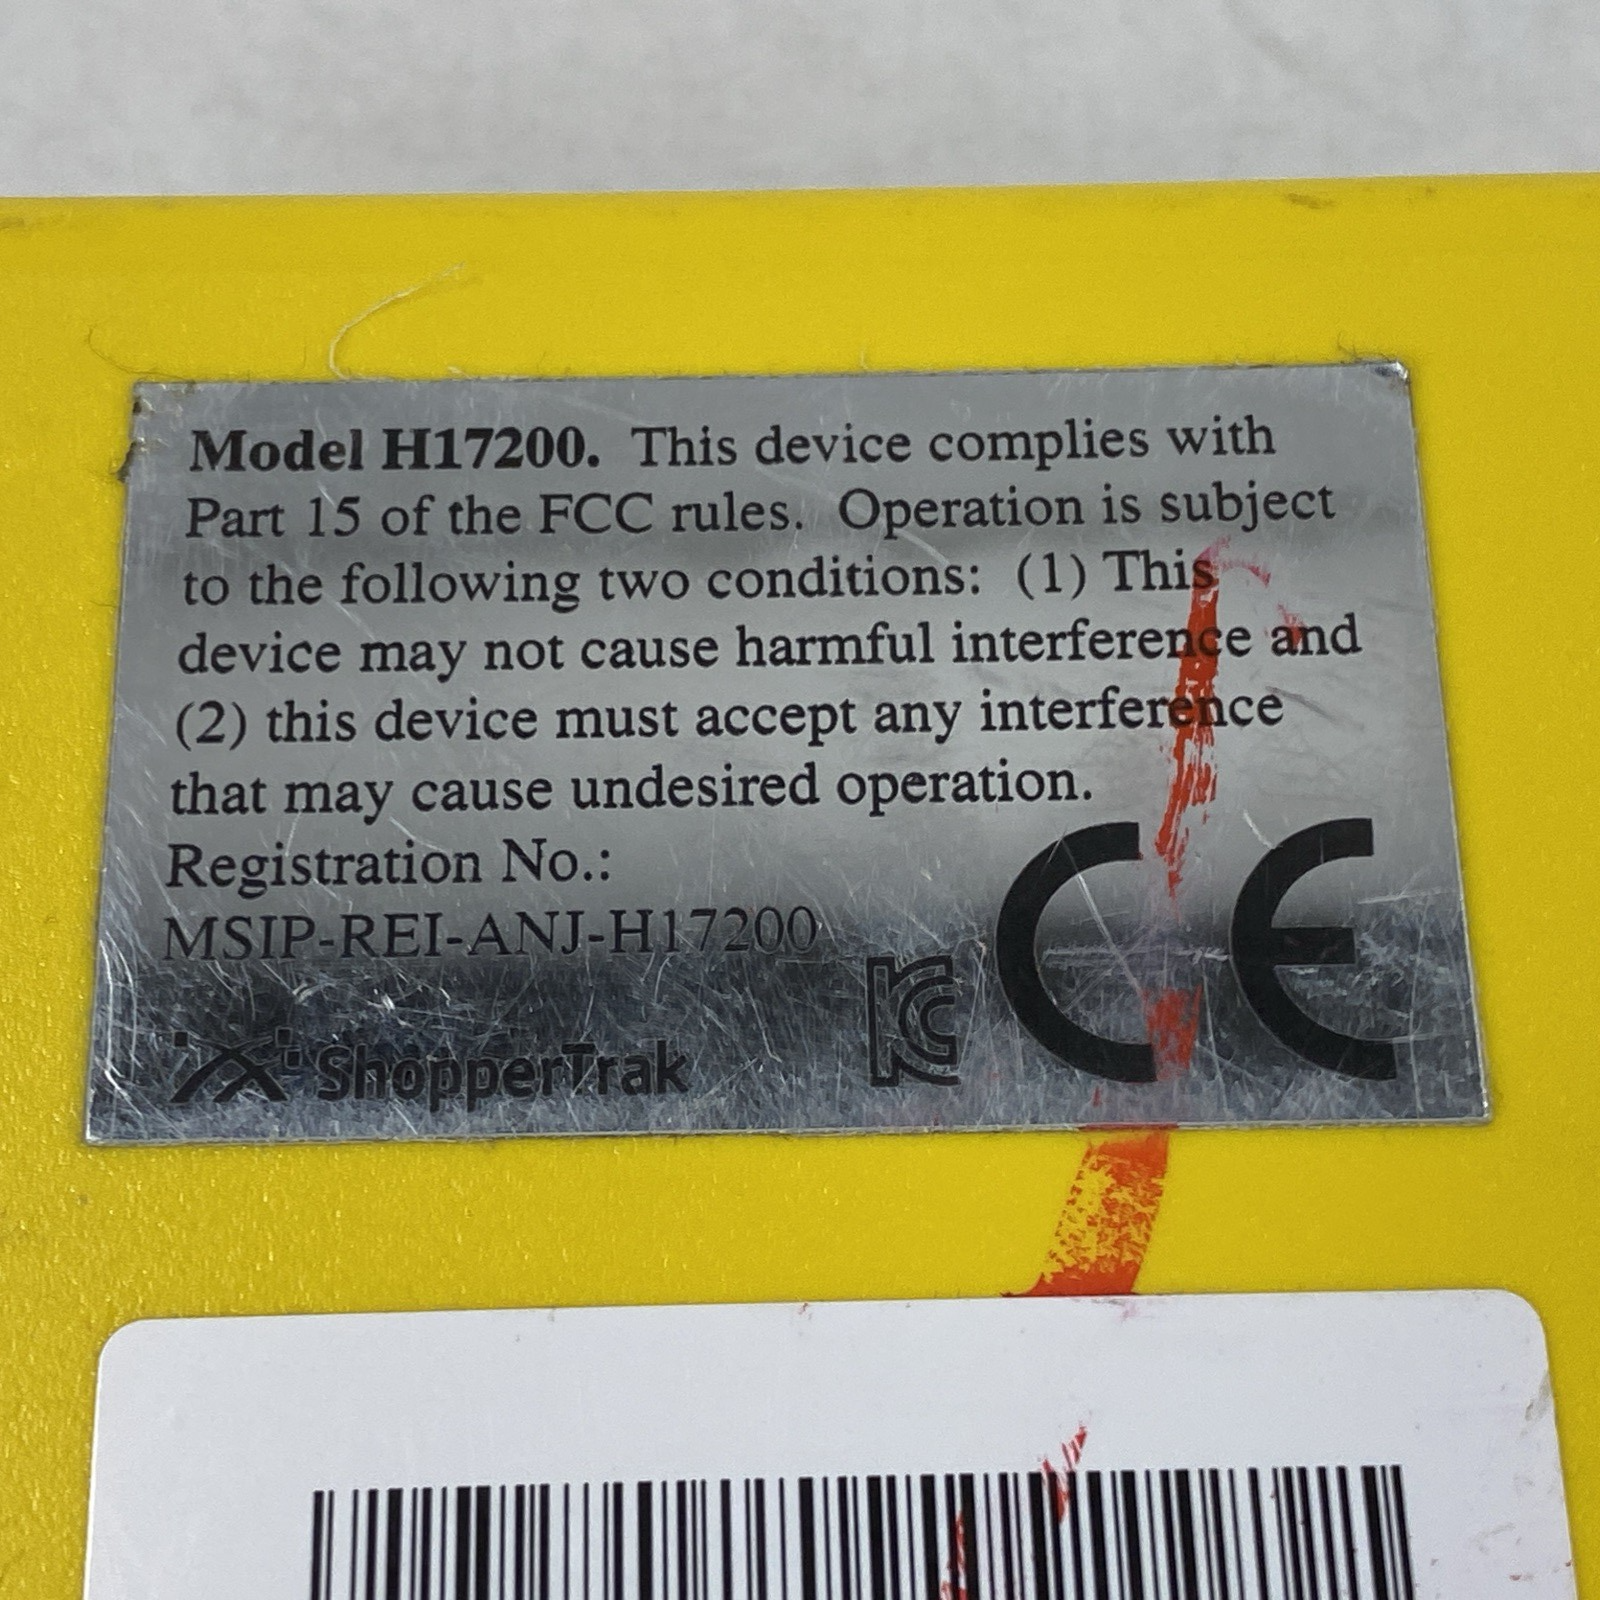 Model H17200. This device complies with
Part 15 of the FCC rules. Operation is subject
to the following two conditions: (1) This
device may not cause harmful interference and
(2) this device must accept any interference
that may cause undesired operation.
Registration No.:
MSIP-REI-ANJ-H17200
ShopperTrak
KC
CE